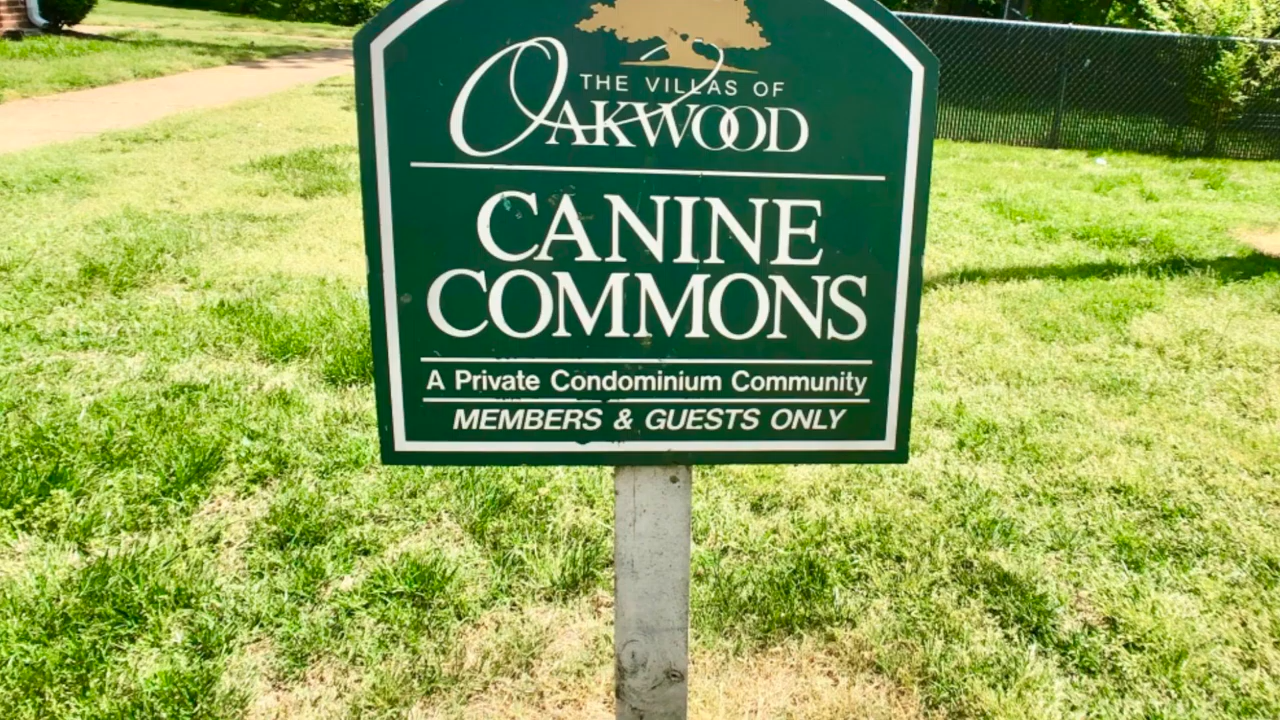 THE VILLAS OF
OAKWOOD
CANINE
COMMONS
A Private Condominium Community
MEMBERS & GUESTS ONLY